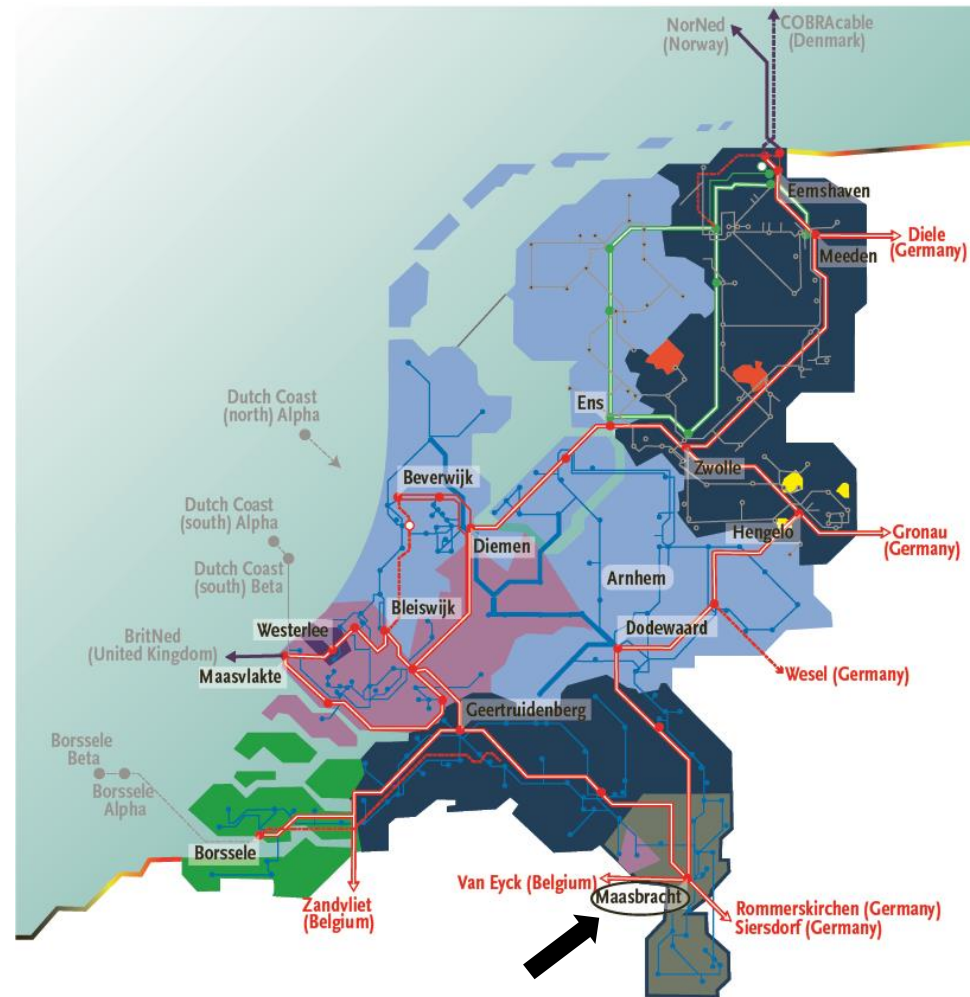 NorNed
(Norway)
COBRAcable
(Denmark)
Eemshaven
Diele
(Germany)
Meeden
Ens
Dutch Coast
(north) Alpha
Zwolle
Beverwijk
Dutch Coast
(south) Alpha
Hengelo
Gronau
(Germany)
Diemen
Dutch Coast
(south) Beta
Arnhem
Bleiswijk
Westerlee
Dodewaard
BritNed
(United Kingdom)
Maasvlakte
Wesel (Germany)
Geertruidenberg
Borssele
Beta
Borssele
Alpha
Borssele
Zandvliet
(Belgium)
Van Eyck (Belgium)
Maasbracht
Rommerskirchen (Germany)
Siersdorf (Germany)